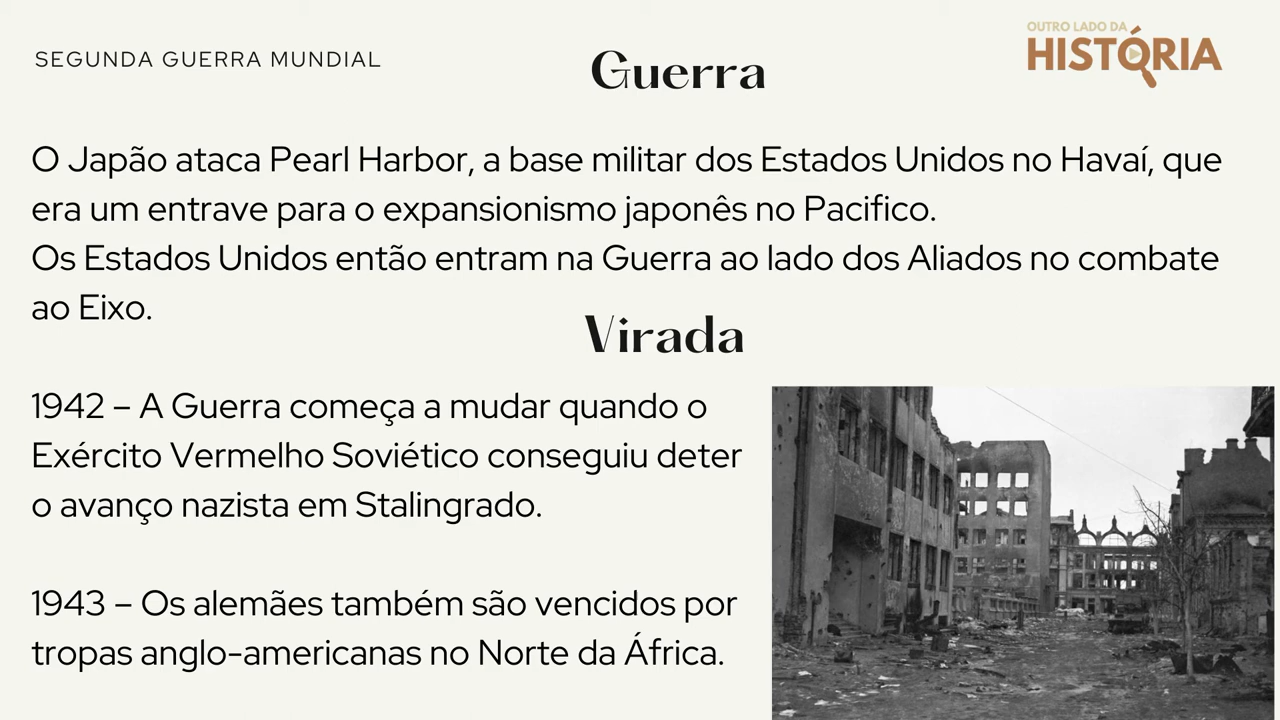 SEGUNDA GUERRA MUNDIAL
Guerra
OUTRO LADO DA
HISTÓRIA
O Japão ataca Pearl Harbor, a base militar dos Estados Unidos no Havaí, que
era um entrave para o expansionismo japonês no Pacifico.
Os Estados Unidos então entram na Guerra ao lado dos Aliados no combate
ao Eixo.
Virada
1942 – A Guerra começa a mudar quando o
Exército Vermelho Soviético conseguiu deter
o avanço nazista em Stalingrado.
1943 – Os alemães também são vencidos por
tropas anglo-americanas no Norte da África.